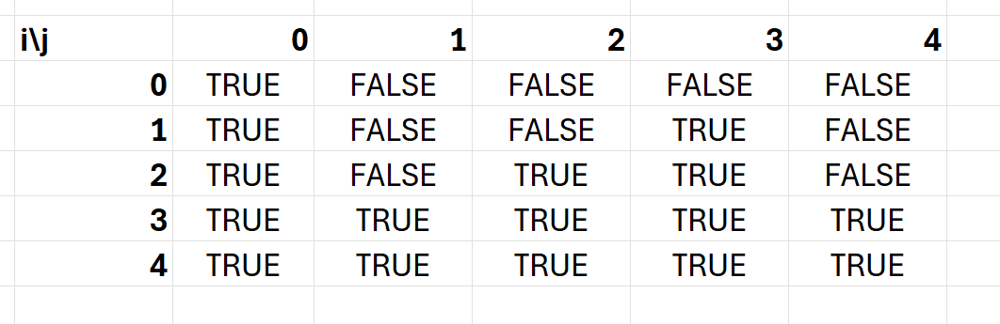 i\j 0 1 2 3 4
0 TRUE FALSE FALSE FALSE FALSE
1 TRUE FALSE FALSE TRUE FALSE
2 TRUE FALSE TRUE TRUE FALSE
3 TRUE TRUE TRUE TRUE TRUE
4 TRUE TRUE TRUE TRUE TRUE